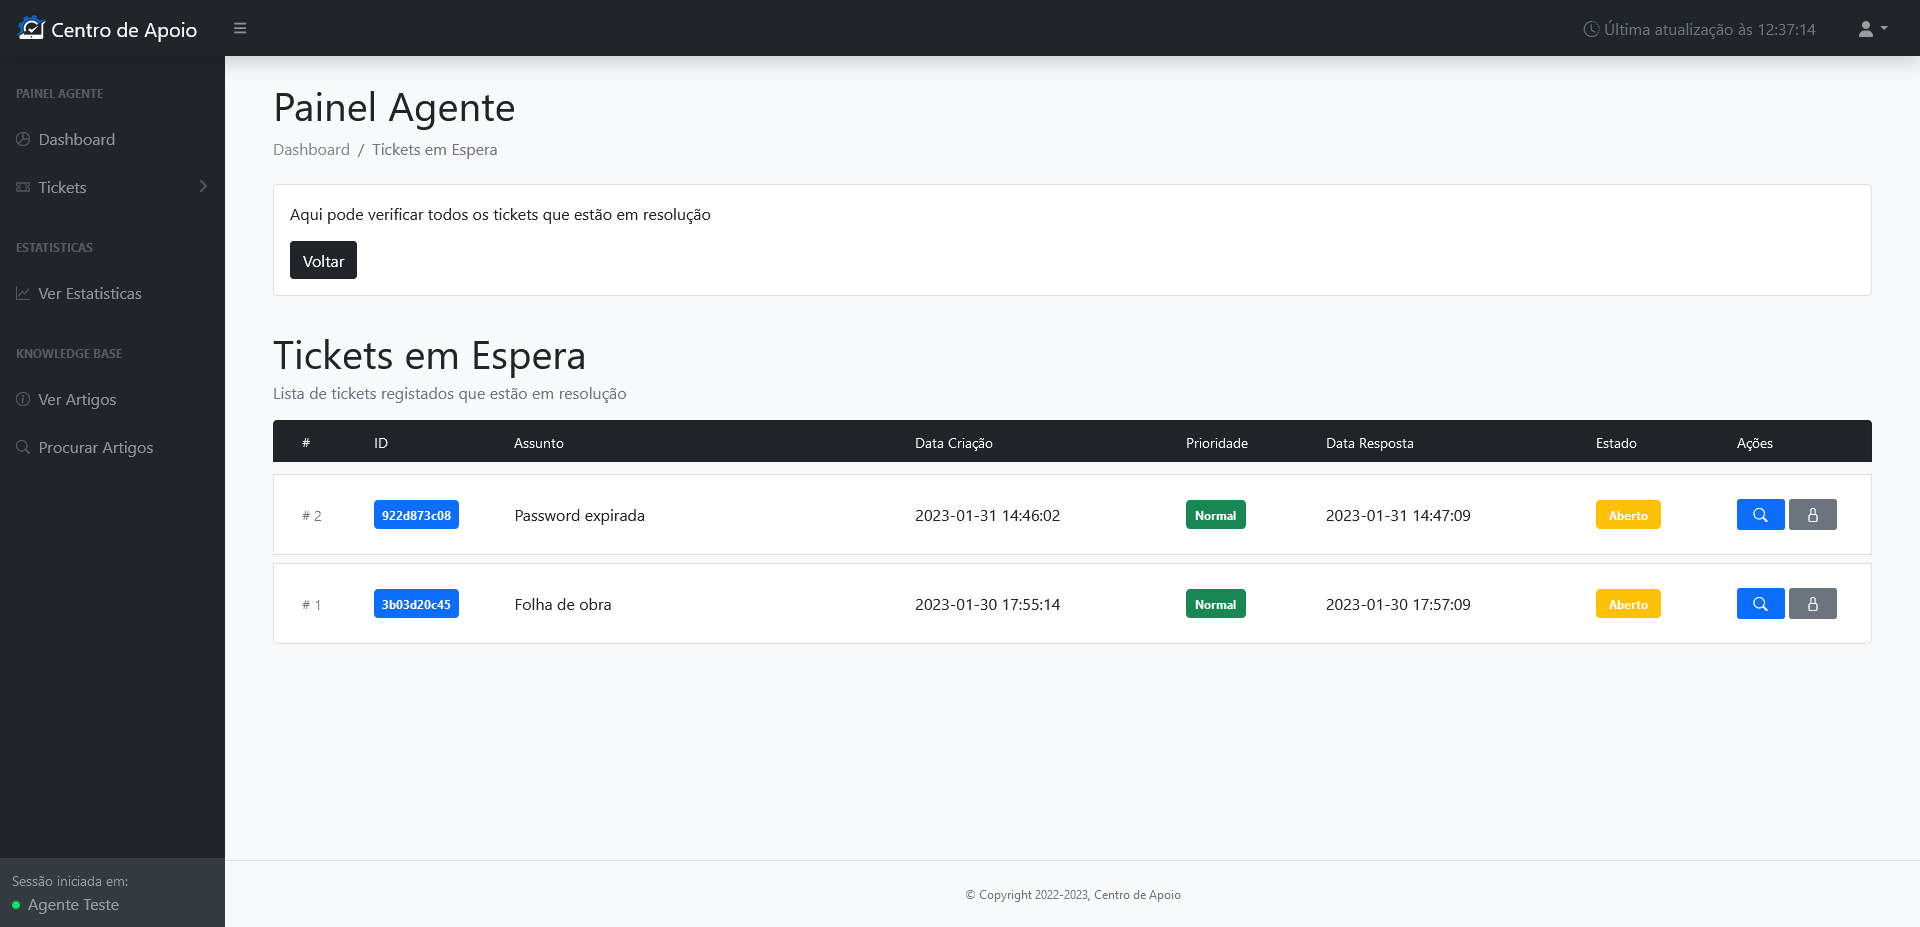 Centro de Apoio
Última atualização às 12:37:14
PAINEL AGENTE
Dashboard
Tickets
ESTATISTICAS
Ver Estatisticas
KNOWLEDGE BASE
Ver Artigos
Procurar Artigos
Sessão iniciada em:
Agente Teste
Painel Agente
Dashboard / Tickets em Espera
Aqui pode verificar todos os tickets que estão em resolução
Voltar
Tickets em Espera
Lista de tickets registados que estão em resolução
# ID Assunto Data Criação Prioridade Data Resposta Estado Ações
# 2 922d873c08 Password expirada 2023-01-31 14:46:02 Normal 2023-01-31 14:47:09 Aberto
# 1 3b03d20c45 Folha de obra 2023-01-30 17:55:14 Normal 2023-01-30 17:57:09 Aberto
© Copyright 2022-2023, Centro de Apoio